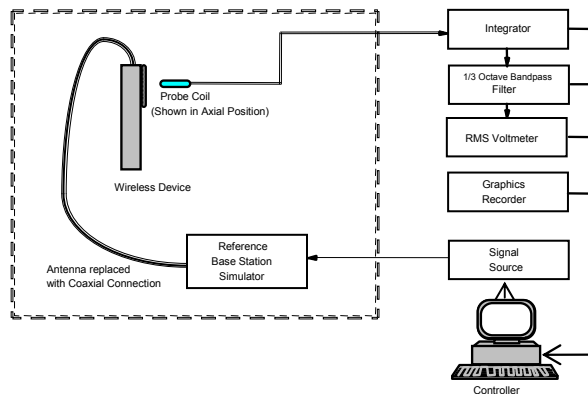 Integrator
1/3 Octave Bandpass
Filter
RMS Voltmeter
Graphics
Recorder
Probe Coil
(Shown in Axial Position)
Wireless Device
Reference
Base Station
Simulator
Signal
Source
Antenna replaced
with Coaxial Connection
Controller